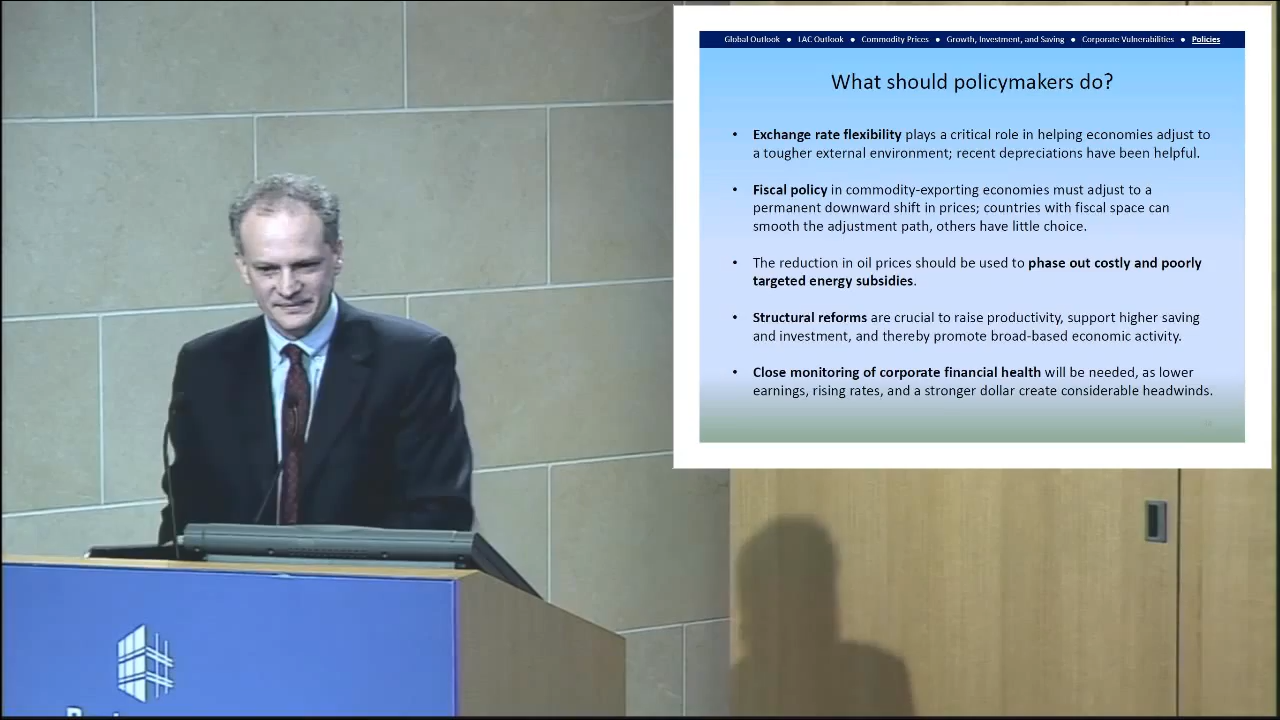 Global Outlook ● LAC Outlook ● Commodity Prices ● Growth, Investment, and Saving ● Corporate Vulnerabilities ● Policies
What should policymakers do?
• Exchange rate flexibility plays a critical role in helping economies adjust to
a tougher external environment; recent depreciations have been helpful.
• Fiscal policy in commodity-exporting economies must adjust to a
permanent downward shift in prices; countries with fiscal space can
smooth the adjustment path, others have little choice.
• The reduction in oil prices should be used to phase out costly and poorly
targeted energy subsidies.
• Structural reforms are crucial to raise productivity, support higher saving
and investment, and thereby promote broad-based economic activity.
• Close monitoring of corporate financial health will be needed, as lower
earnings, rising rates, and a stronger dollar create considerable headwinds.